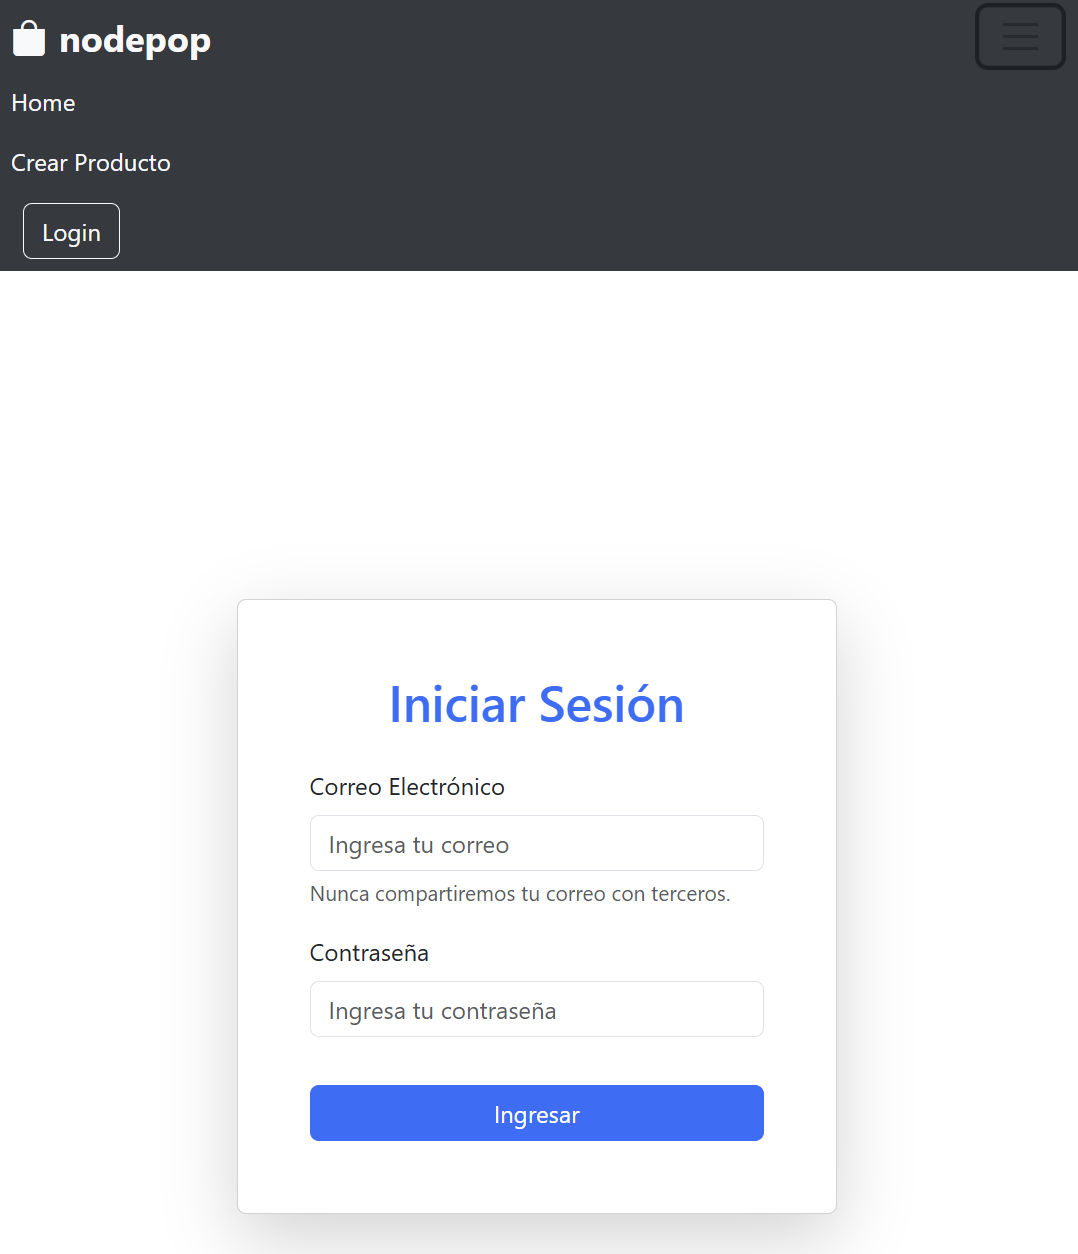 nodepop
Home
Crear Producto
Login
Iniciar Sesión
Correo Electrónico
Ingresa tu correo
Nunca compartiremos tu correo con terceros.
Contraseña
Ingresa tu contraseña
Ingresar